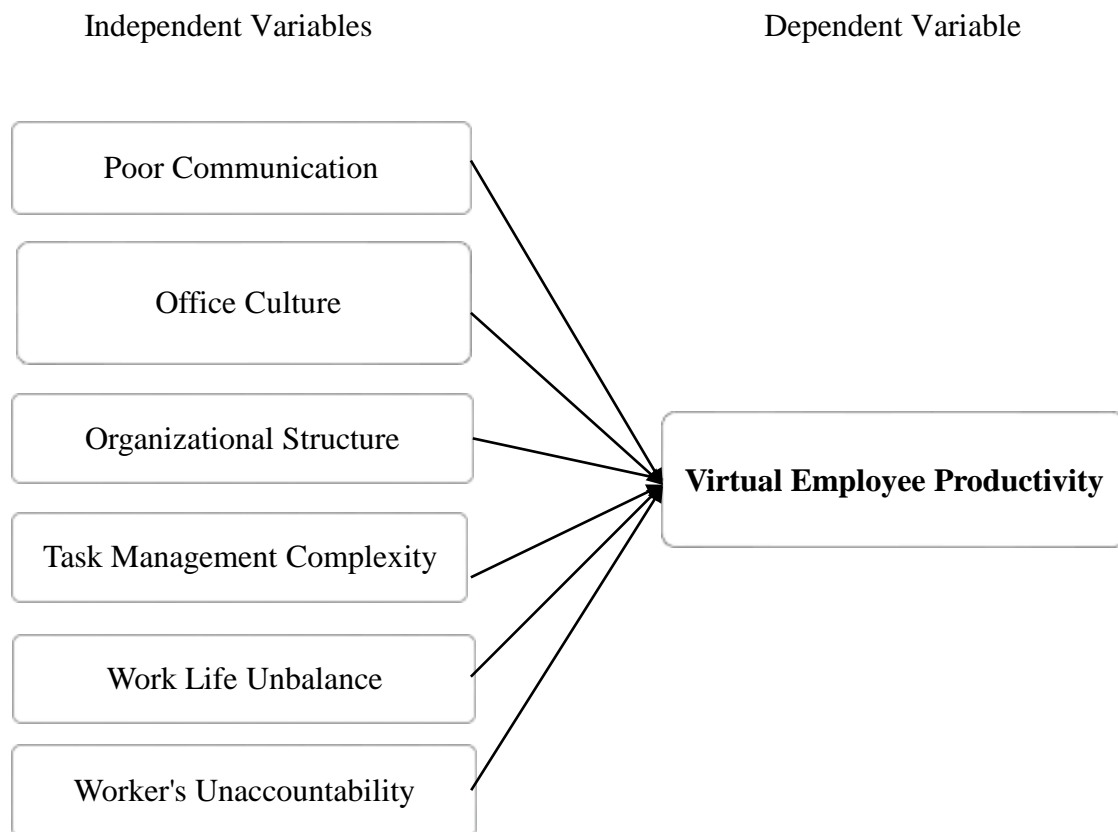 Independent Variables
Dependent Variable
Poor Communication
Office Culture
Organizational Structure
Virtual Employee Productivity
Task Management Complexity
Work Life Unbalance
Worker's Unaccountability